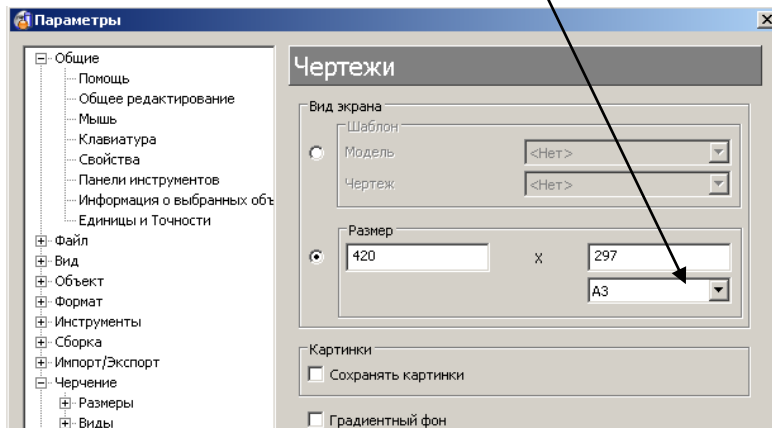 Параметры
Общие
Помощь
Общее редактирование
Мышь
Клавиатура
Свойства
Панели инструментов
Информация о выбранных объ
Единицы и Точности
Файл
Вид
Объект
Формат
Инструменты
Сборка
Импорт/Экспорт
Черчение
Размеры
Виды
Чертежи
Вид экрана
Шаблон
Модель <Нет>
Чертеж <Нет>
Размер
420 X 297
A3
Картинки
Сохранять картинки
Градиентный фон